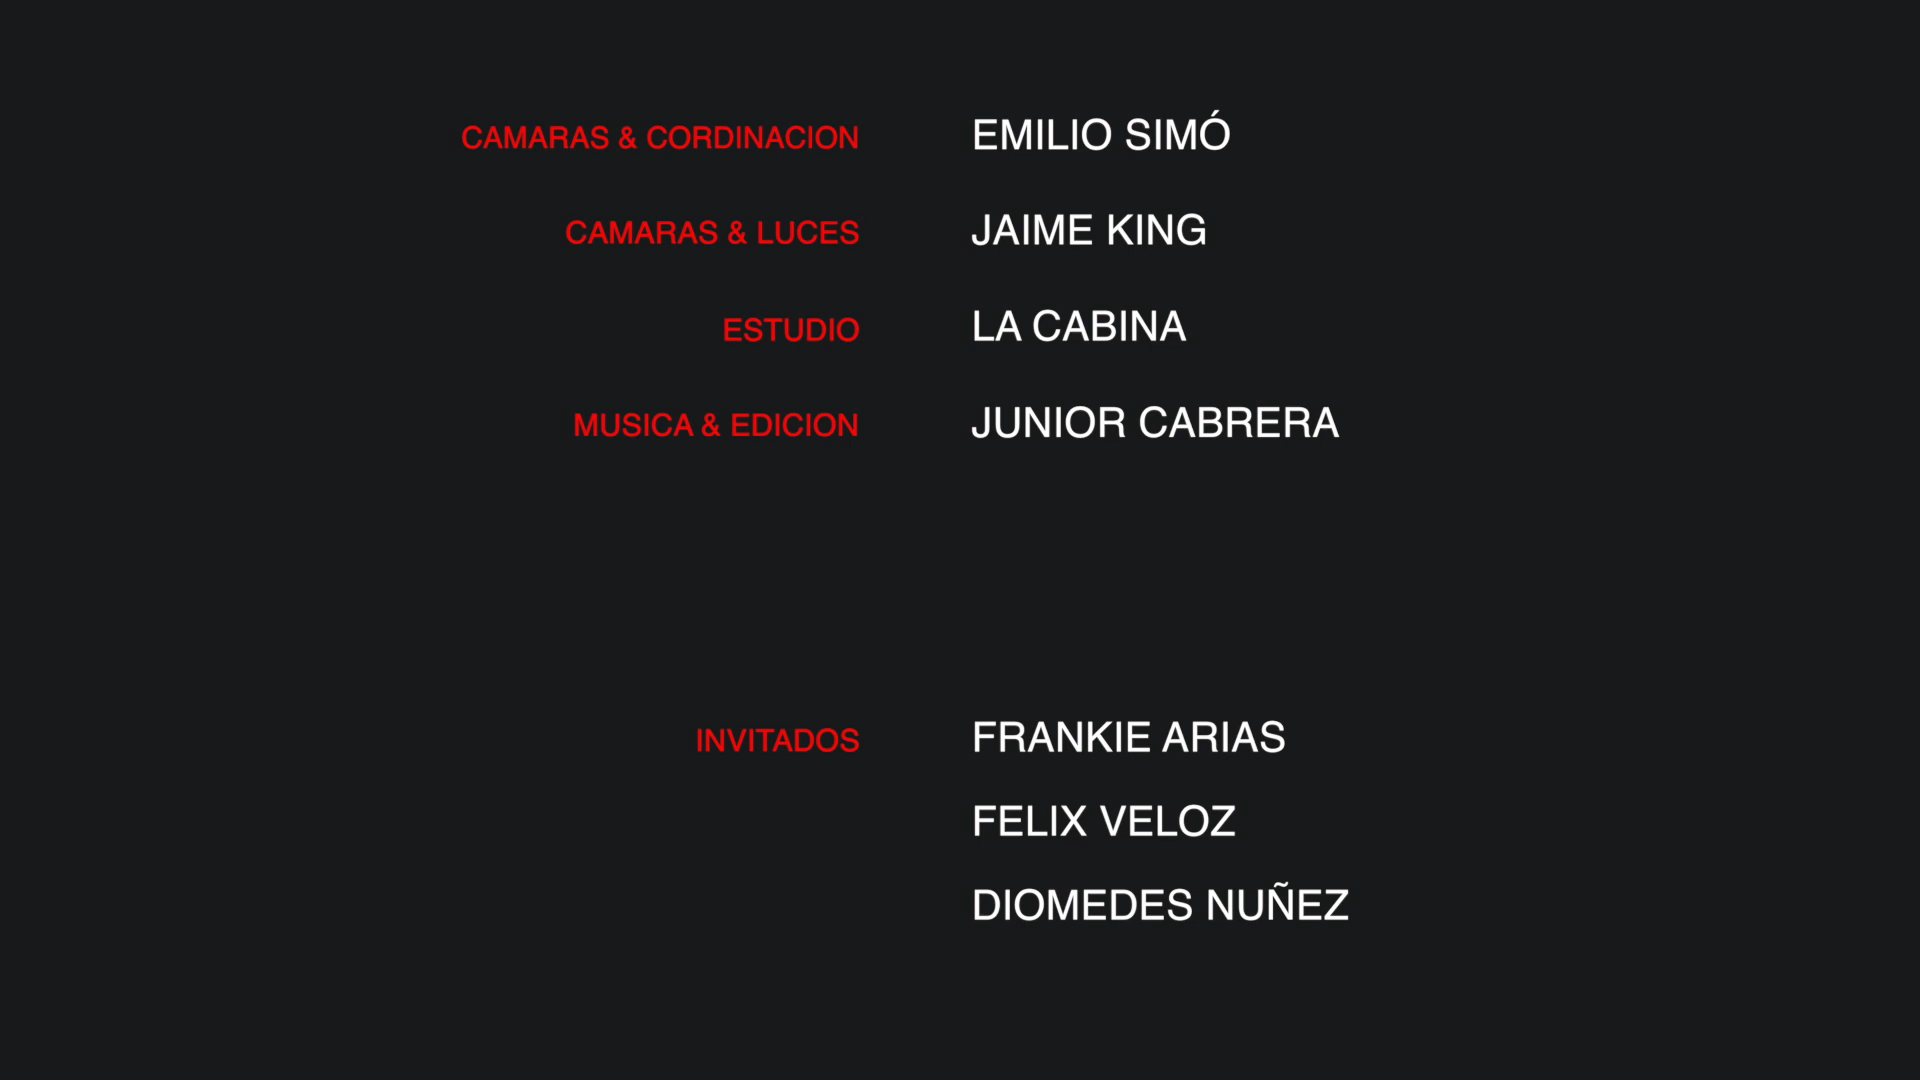 CAMARAS & CORDINACION EMILIO SIMÓ
CAMARAS & LUCES JAIME KING
ESTUDIO LA CABINA
MUSICA & EDICION JUNIOR CABRERA
INVITADOS FRANKIE ARIAS
FELIX VELOZ
DIOMEDES NUÑEZ